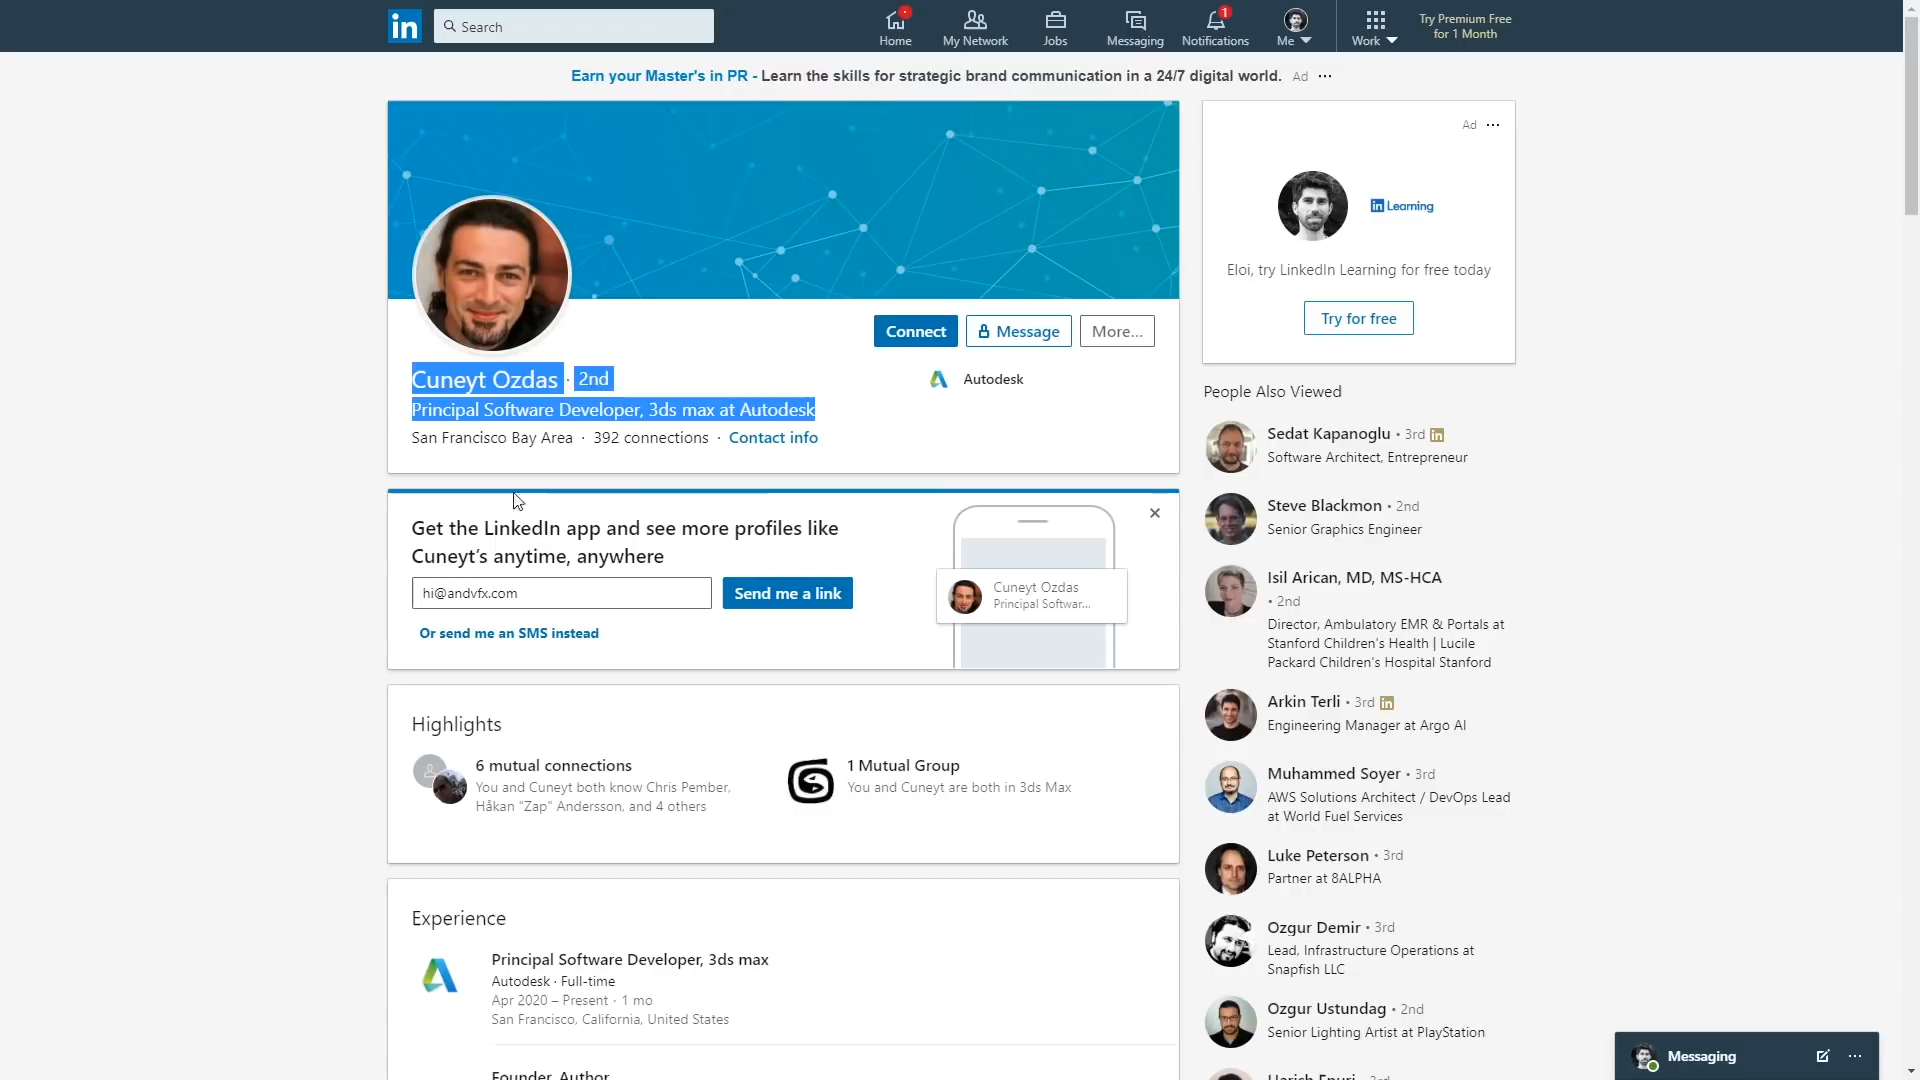 in
Search
Home
My Network
Jobs
Messaging
1
Notifications
Me
Work
Try Premium Free
for 1 Month
Earn your Master's in PR - Learn the skills for strategic brand communication in a 24/7 digital world. Ad ...
Connect
Message
More...
Cuneyt Ozdas · 2nd
Principal Software Developer, 3ds max at Autodesk
San Francisco Bay Area · 392 connections · Contact info
Autodesk
Get the LinkedIn app and see more profiles like
Cuneyt's anytime, anywhere
hi@andvfx.com
Send me a link
Or send me an SMS instead
Cuneyt Ozdas
Principal Softwar...
Highlights
6 mutual connections
You and Cuneyt both know Chris Pember,
Håkan "Zap" Andersson, and 4 others
1 Mutual Group
You and Cuneyt are both in 3ds Max
Experience
Principal Software Developer, 3ds max
Autodesk · Full-time
Apr 2020 – Present · 1 mo
San Francisco, California, United States
Founder, Author
Ad ...
in Learning
Eloi, try LinkedIn Learning for free today
Try for free
People Also Viewed
Sedat Kapanoglu • 3rd in
Software Architect, Entrepreneur
Steve Blackmon • 2nd
Senior Graphics Engineer
Isil Arican, MD, MS-HCA
• 2nd
Director, Ambulatory EMR & Portals at
Stanford Children's Health | Lucile
Packard Children's Hospital Stanford
Arkin Terli • 3rd in
Engineering Manager at Argo AI
Muhammed Soyer • 3rd
AWS Solutions Architect / DevOps Lead
at World Fuel Services
Luke Peterson • 3rd
Partner at 8ALPHA
Ozgur Demir • 3rd
Lead, Infrastructure Operations at
Snapfish LLC
Ozgur Ustundag • 2nd
Senior Lighting Artist at PlayStation
Messaging